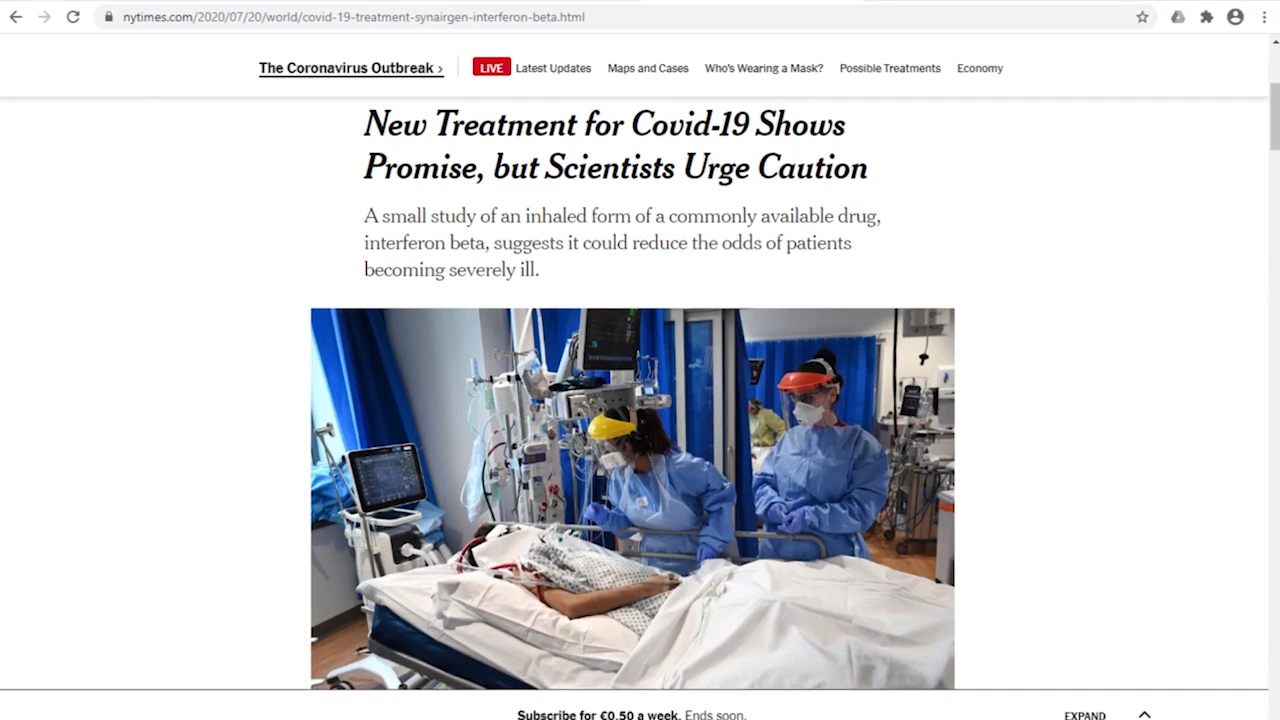 nytimes.com/2020/07/20/world/covid-19-treatment-synairgen-interferon-beta.html
The Coronavirus Outbreak › LIVE Latest Updates Maps and Cases Who's Wearing a Mask? Possible Treatments Economy
New Treatment for Covid-19 Shows
Promise, but Scientists Urge Caution
A small study of an inhaled form of a commonly available drug,
interferon beta, suggests it could reduce the odds of patients
becoming severely ill.
Subscribe for €0.50 a week. Ends soon. EXPAND